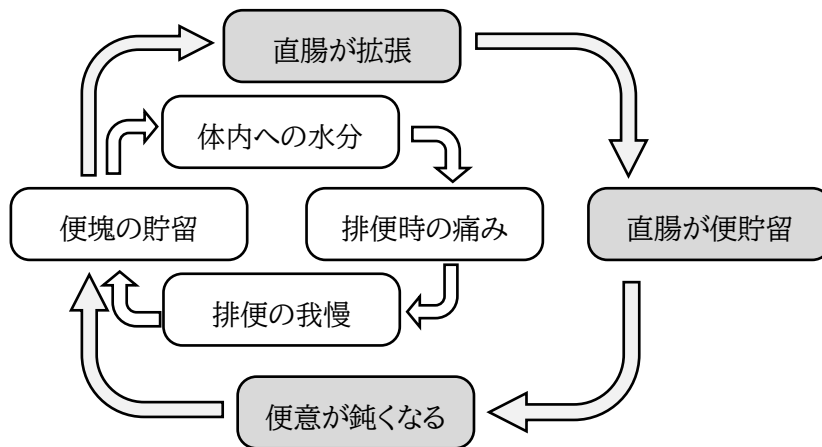 直腸が拡張
体内への水分
便塊の貯留
排便時の痛み
直腸が便貯留
排便の我慢
便意が鈍くなる